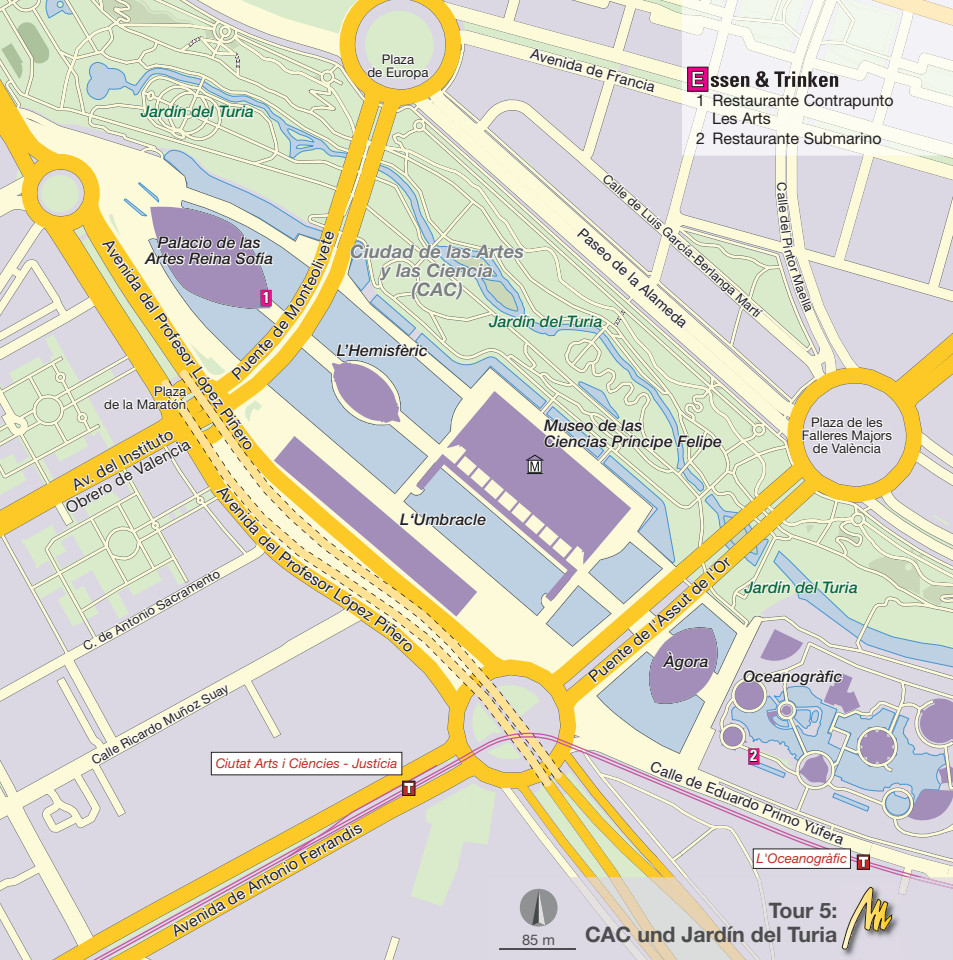 Plaza
de Europa
Avenida de Francia
Essen & Trinken
1 Restaurante Contrapunto
Les Arts
2 Restaurante Submarino
Jardín del Turia
Calle de Luis García-Berlanga Martí
Calle del Pintor Maella
Palacio de las
Artes Reina Sofia
1
Ciudad de las Artes
y las Ciencia
(CAC)
Paseo de la Alameda
Avenida del Profesor López Piñero
Puente de Monteolivete
Jardín del Turia
L'Hemisfèric
Plaza
de la Maratón
Museo de las
Ciencias Príncipe Felipe
M
Plaza de les
Falleres Majors
de València
Av. del Instituto
Obrero de Valencia
L'Umbracle
Avenida del Profesor López Piñero
Puente de l'Assut de l'Or
Jardín del Turia
C. de Antonio Sacramento
Àgora
Oceanogràfic
Calle Ricardo Muñoz Suay
2
Ciutat Arts i Ciències - Justícia
T
Calle de Eduardo Primo Yúfera
Avenida de Antonio Ferrandis
L'Oceanogràfic
T
85 m
Tour 5:
CAC und Jardín del Turia